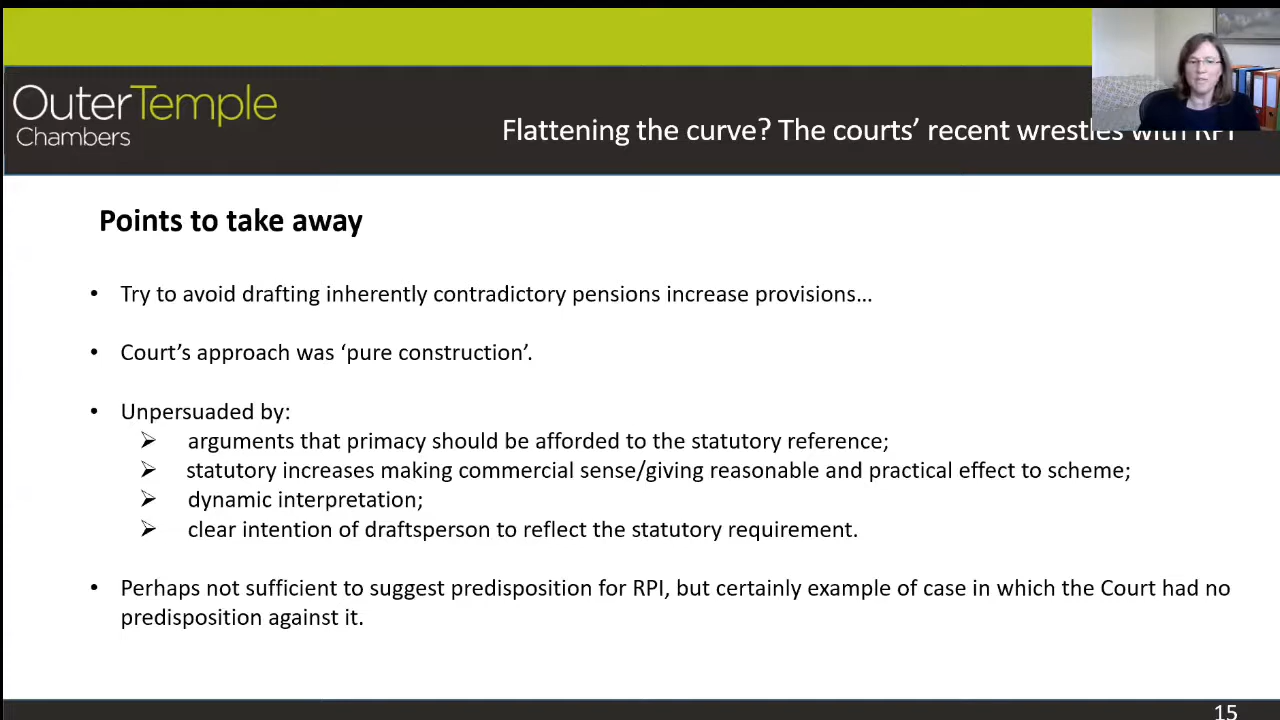 OuterTemple
Chambers
Flattening the curve? The courts’ recent wrestles with RPI
Points to take away
• Try to avoid drafting inherently contradictory pensions increase provisions…
• Court’s approach was ‘pure construction’.
• Unpersuaded by:
➢ arguments that primacy should be afforded to the statutory reference;
➢ statutory increases making commercial sense/giving reasonable and practical effect to scheme;
➢ dynamic interpretation;
➢ clear intention of draftsperson to reflect the statutory requirement.
• Perhaps not sufficient to suggest predisposition for RPI, but certainly example of case in which the Court had no
predisposition against it.
15